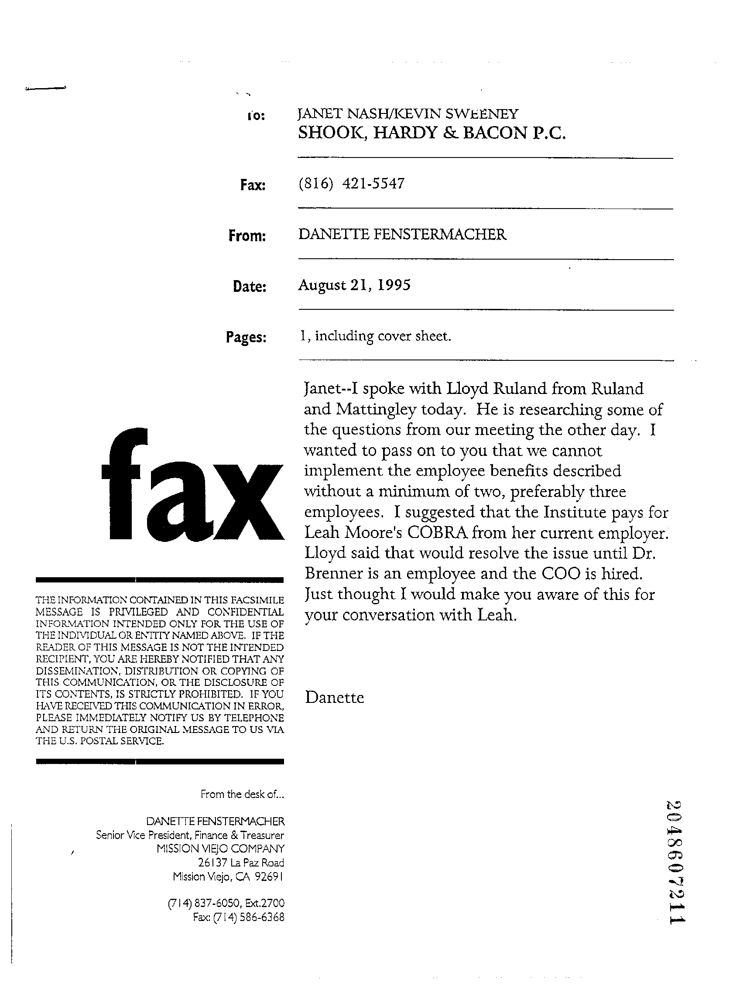 To: JANET NASH/KEVIN SWEENEY
SHOOK, HARDY & BACON P.C.
Fax: (816) 421-5547
From: DANETTE FENSTERMACHER
Date: August 21, 1995
Pages: 1, including cover sheet.
Janet--I spoke with Lloyd Ruland from Ruland
and Mattingley today. He is researching some of
the questions from our meeting the other day. I
wanted to pass on to you that we cannot
implement the employee benefits described
without a minimum of two, preferably three
employees. I suggested that the Institute pays for
Leah Moore's COBRA from her current employer.
Lloyd said that would resolve the issue until Dr.
Brenner is an employee and the COO is hired.
Just thought I would make you aware of this for
your conversation with Leah.
Danette
fax
THE INFORMATION CONTAINED IN THIS FACSIMILE
MESSAGE IS PRIVILEGED AND CONFIDENTIAL
INFORMATION INTENDED ONLY FOR THE USE OF
THE INDIVIDUAL OR ENTITY NAMED ABOVE. IF THE
READER OF THIS MESSAGE IS NOT THE INTENDED
RECIPIENT, YOU ARE HEREBY NOTIFIED THAT ANY
DISSEMINATION, DISTRIBUTION OR COPYING OF
THIS COMMUNICATION, OR THE DISCLOSURE OF
ITS CONTENTS, IS STRICTLY PROHIBITED. IF YOU
HAVE RECEIVED THIS COMMUNICATION IN ERROR,
PLEASE IMMEDIATELY NOTIFY US BY TELEPHONE
AND RETURN THE ORIGINAL MESSAGE TO US VIA
THE U.S. POSTAL SERVICE.
From the desk of...
DANETTE FENSTERMACHER
Senior Vice President, Finance & Treasurer
MISSION VIEJO COMPANY
26137 La Paz Road
Mission Viejo, CA 92691
(714) 837-6050, Ext.2700
Fax: (714) 586-6368
2048607211